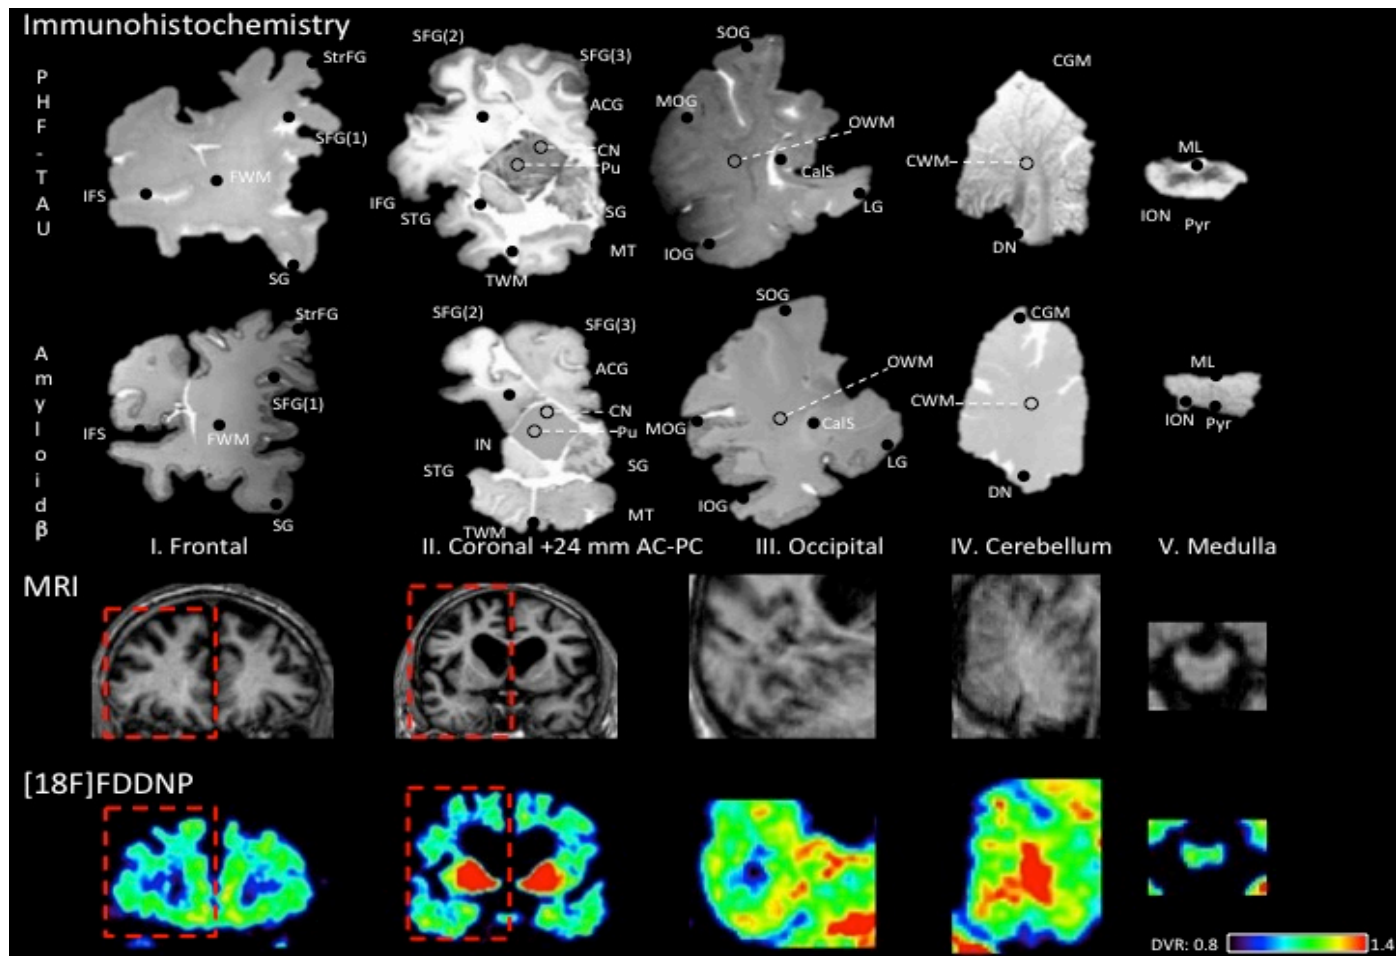 Immunohistochemistry
PHF-TAU
StrFG
SFG(1)
FWM
IFS
SG
SFG(2)
SFG(3)
ACG
CN
Pu
IFG
STG
SG
MT
TWM
SOG
MOG
OWM
CalS
LG
IOG
CGM
CWM
DN
ML
ION
Pyr
Amyloid β
StrFG
SFG(1)
IFS
FWM
SG
SFG(2)
SFG(3)
ACG
CN
Pu
IN
STG
SG
MT
TWM
SOG
OWM
MOG
CalS
LG
IOG
CGM
CWM
DN
ML
ION
Pyr
I. Frontal
II. Coronal +24 mm AC-PC
III. Occipital
IV. Cerebellum
V. Medulla
MRI
[18F]FDDNP
DVR: 0.8
1.4